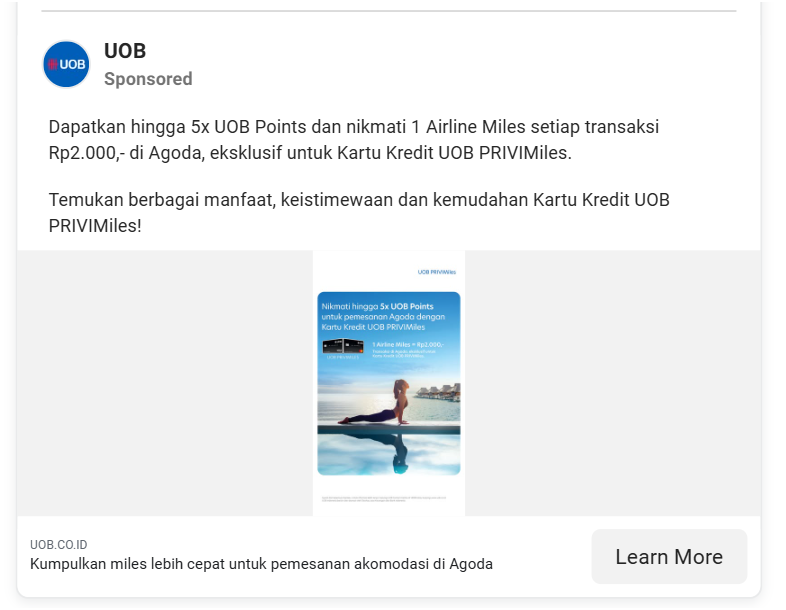 UOB
UOB
Sponsored
Dapatkan hingga 5x UOB Points dan nikmati 1 Airline Miles setiap transaksi
Rp2.000,- di Agoda, eksklusif untuk Kartu Kredit UOB PRIVIMiles.
Temukan berbagai manfaat, keistimewaan dan kemudahan Kartu Kredit UOB
PRIVIMiles!
UOB PRIVIMiles
Nikmati hingga 5x UOB Points
untuk pemesanan Agoda dengan
Kartu Kredit UOB PRIVIMiles
1 Airline Miles = Rp2.000,-
UOB PRIVIMILES
UOB.CO.ID
Kumpulkan miles lebih cepat untuk pemesanan akomodasi di Agoda
Learn More